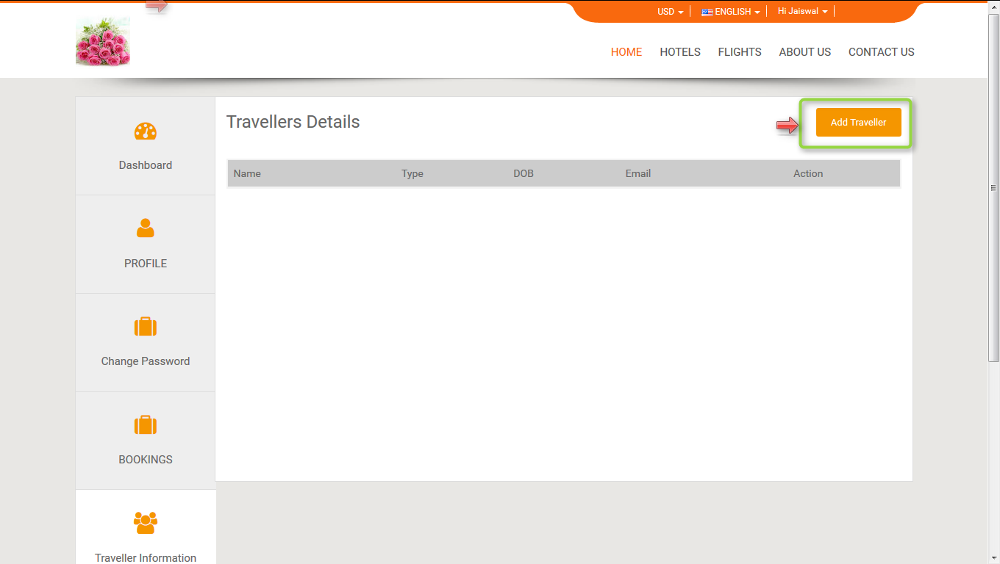 USD ENGLISH Hi Jaiswal
HOME HOTELS FLIGHTS ABOUT US CONTACT US
Dashboard
PROFILE
Change Password
BOOKINGS
Traveller Information
Travellers Details
Add Traveller
Name Type DOB Email Action